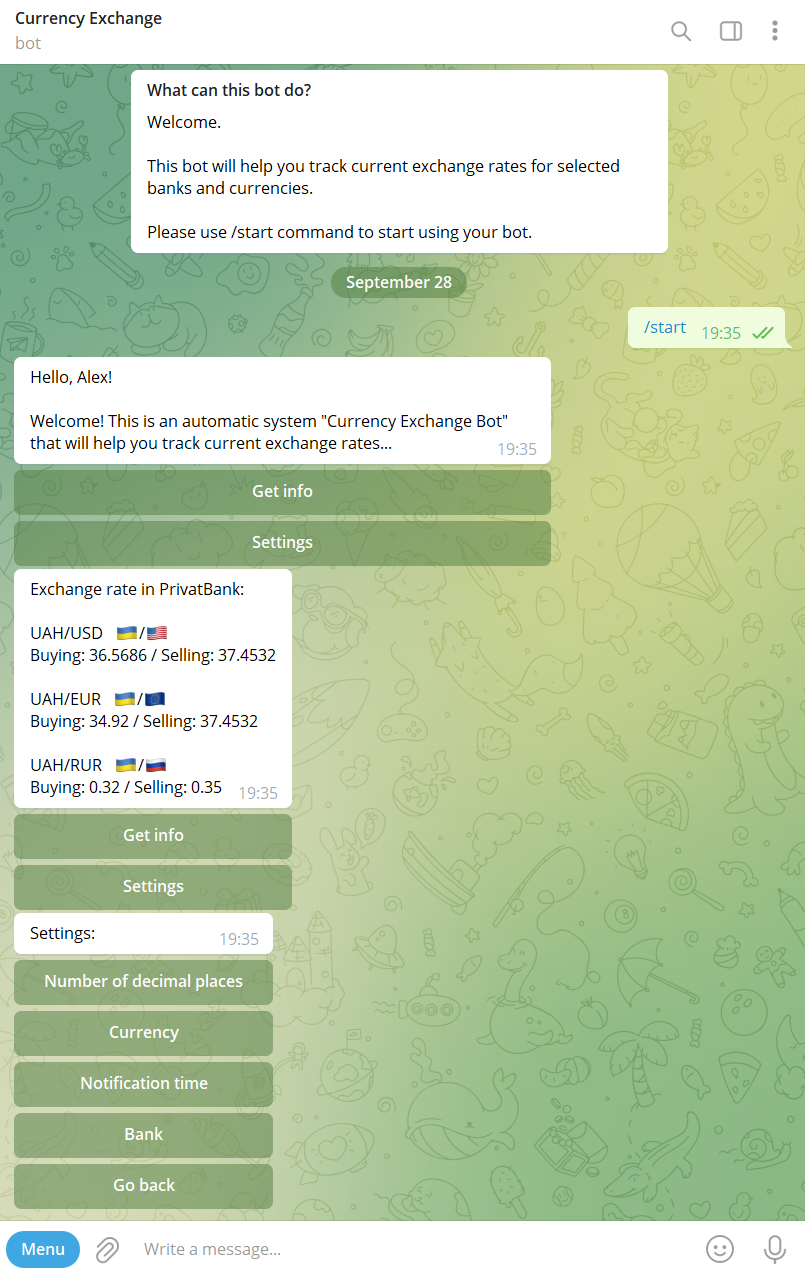 Currency Exchange
bot
What can this bot do?
Welcome.
This bot will help you track current exchange rates for selected
banks and currencies.
Please use /start command to start using your bot.
September 28
/start 19:35
Hello, Alex!
Welcome! This is an automatic system "Currency Exchange Bot"
that will help you track current exchange rates...
19:35
Get info
Settings
Exchange rate in PrivatBank:
UAH/USD 🇺🇦/🇺🇸
Buying: 36.5686 / Selling: 37.4532
UAH/EUR 🇺🇦/🇪🇺
Buying: 34.92 / Selling: 37.4532
UAH/RUR 🇺🇦/🇷🇺
Buying: 0.32 / Selling: 0.35
19:35
Get info
Settings
Settings:
19:35
Number of decimal places
Currency
Notification time
Bank
Go back
Menu
Write a message...